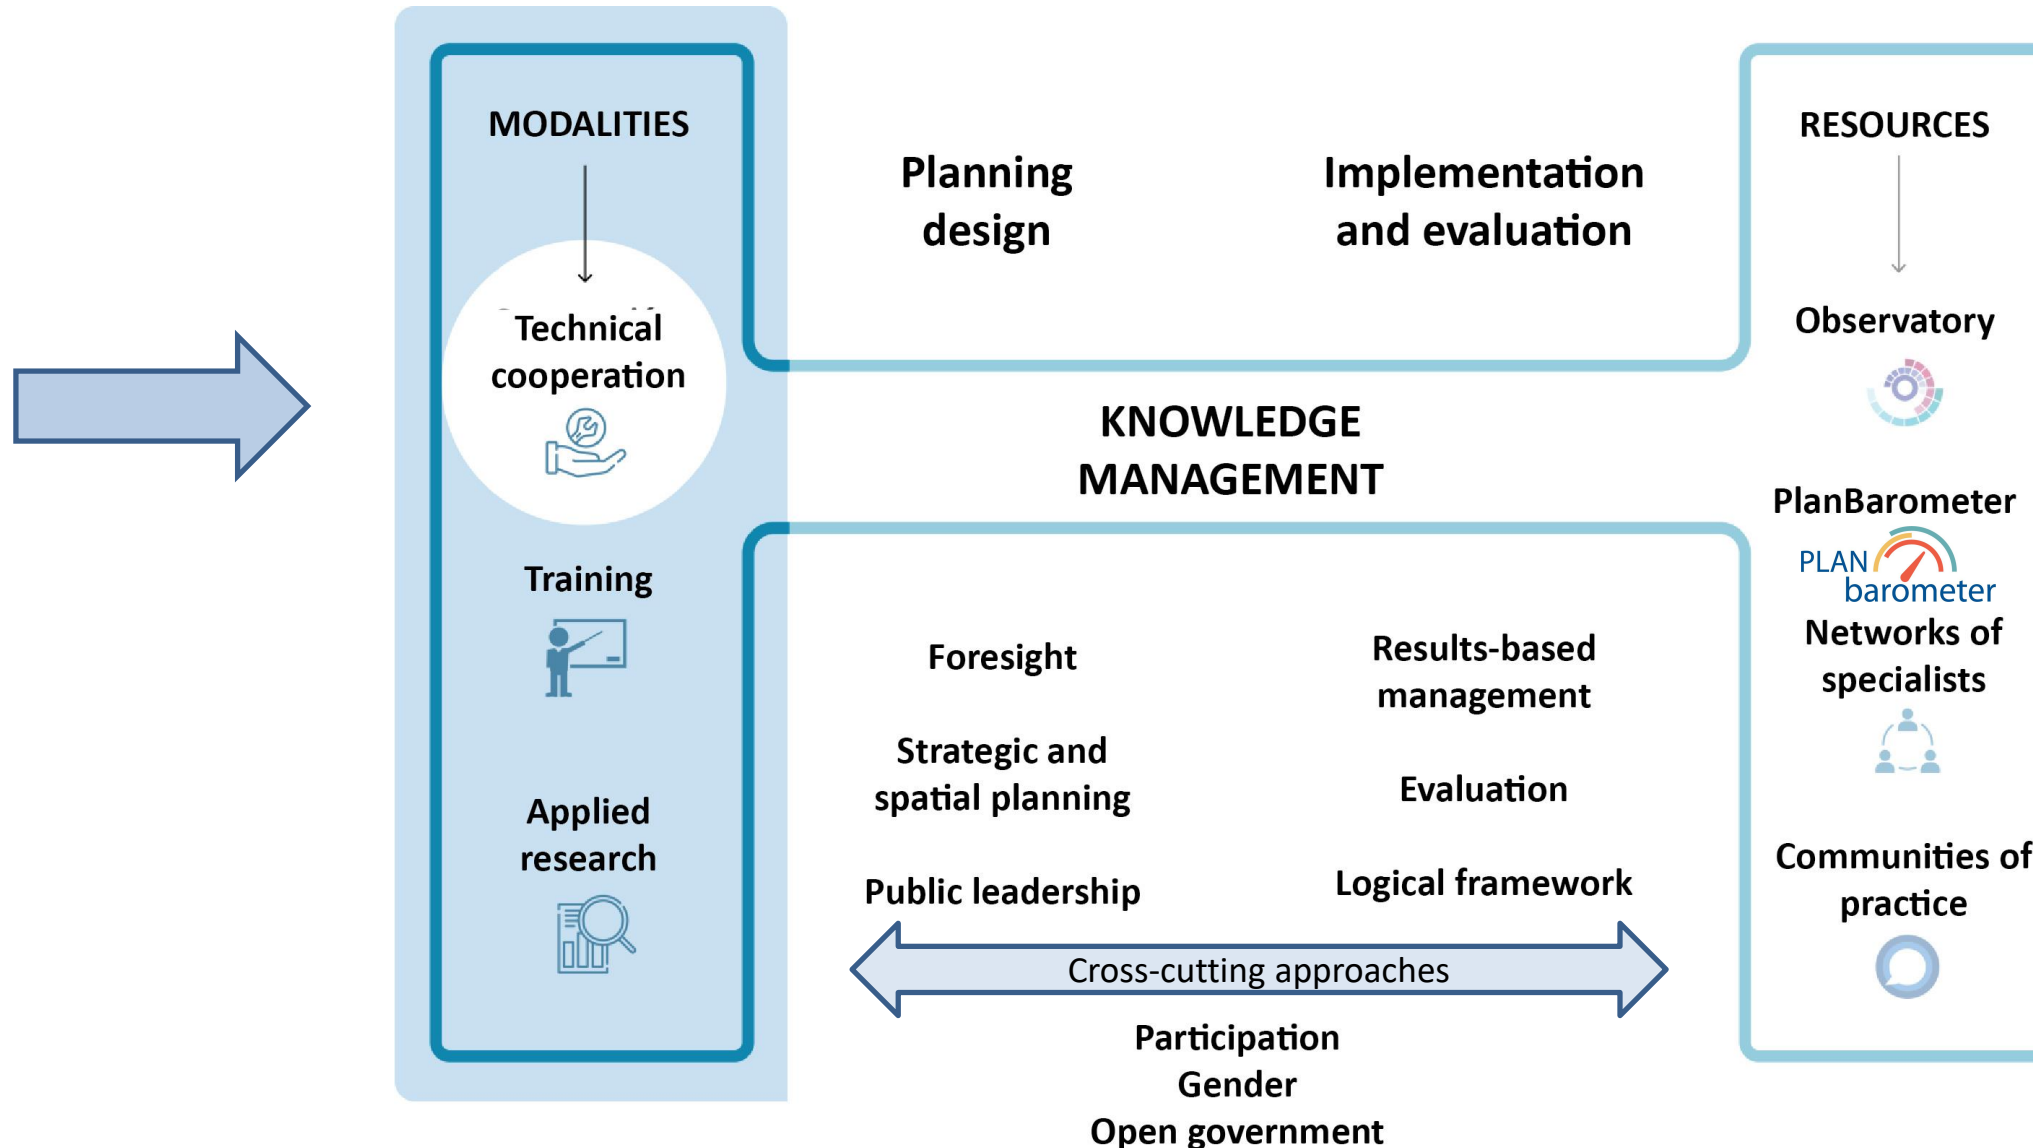 MODALITIES
Technical
cooperation
Training
Applied
research
Planning
design
Implementation
and evaluation
KNOWLEDGE
MANAGEMENT
Foresight
Strategic and
spatial planning
Public leadership
Results-based
management
Evaluation
Logical framework
Cross-cutting approaches
Participation
Gender
Open government
RESOURCES
Observatory
PlanBarometer
PLAN
barometer
Networks of
specialists
Communities of
practice